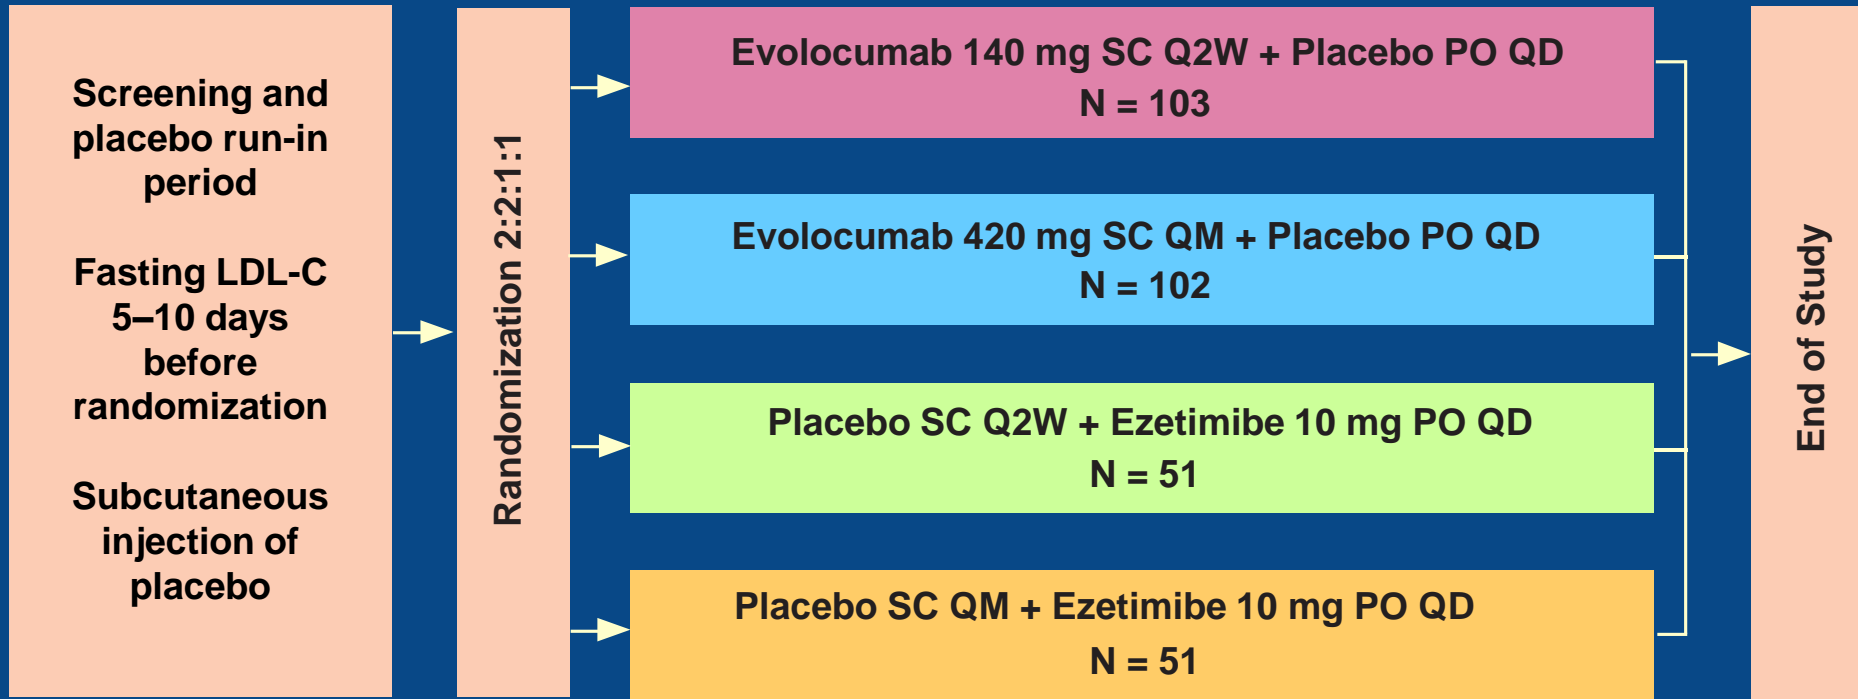 Screening and
placebo run-in
period
Fasting LDL-C
5–10 days
before
randomization
Subcutaneous
injection of
placebo
Randomization 2:2:1:1
Evolocumab 140 mg SC Q2W + Placebo PO QD
N = 103
Evolocumab 420 mg SC QM + Placebo PO QD
N = 102
Placebo SC Q2W + Ezetimibe 10 mg PO QD
N = 51
Placebo SC QM + Ezetimibe 10 mg PO QD
N = 51
End of Study